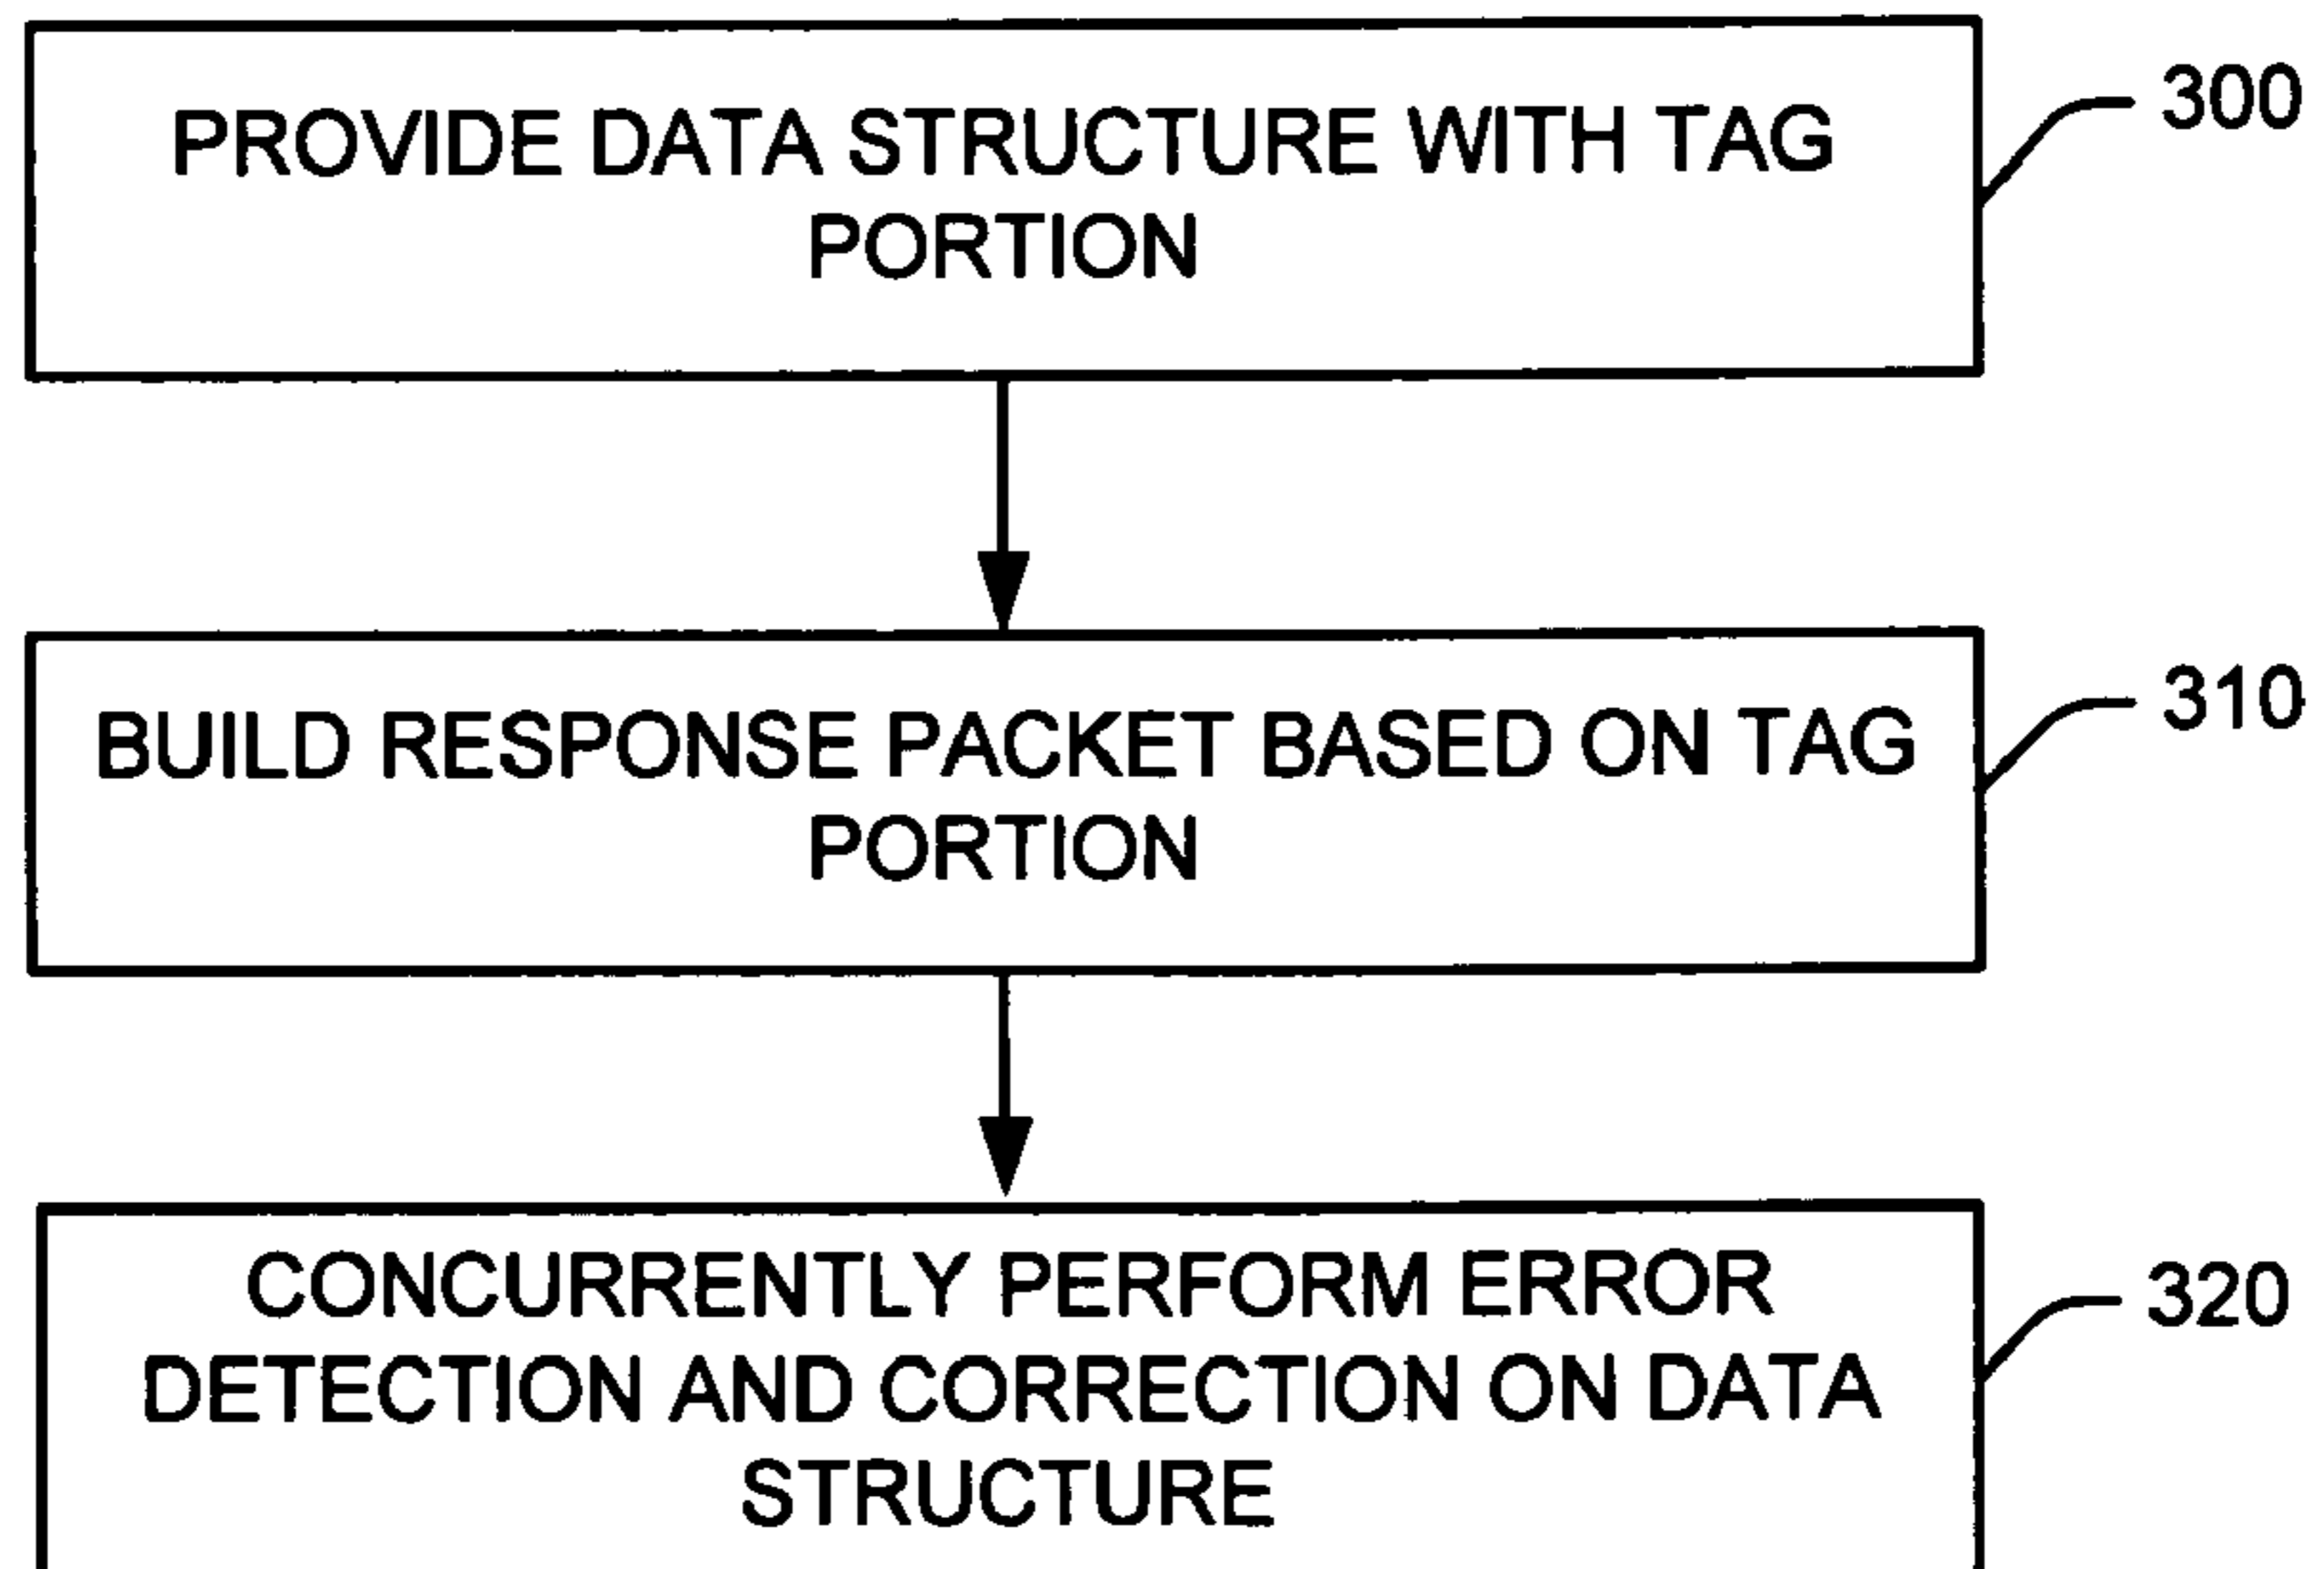 PROVIDE DATA STRUCTURE WITH TAG
PORTION
300
BUILD RESPONSE PACKET BASED ON TAG
PORTION
310
CONCURRENTLY PERFORM ERROR
DETECTION AND CORRECTION ON DATA
STRUCTURE
320